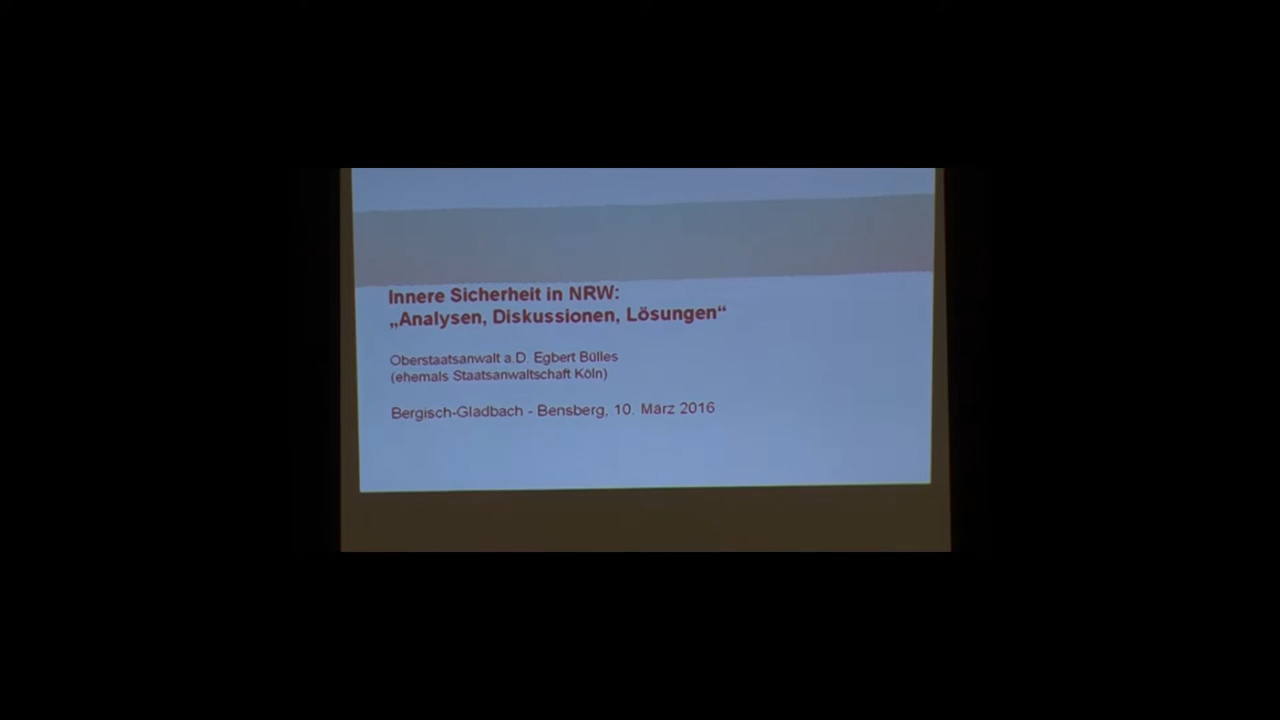 Innere Sicherheit in NRW:
„Analysen, Diskussionen, Lösungen“
Oberstaatsanwalt a.D. Egbert Bülles
(ehemals Staatsanwaltschaft Köln)
Bergisch-Gladbach - Bensberg, 10. März 2016